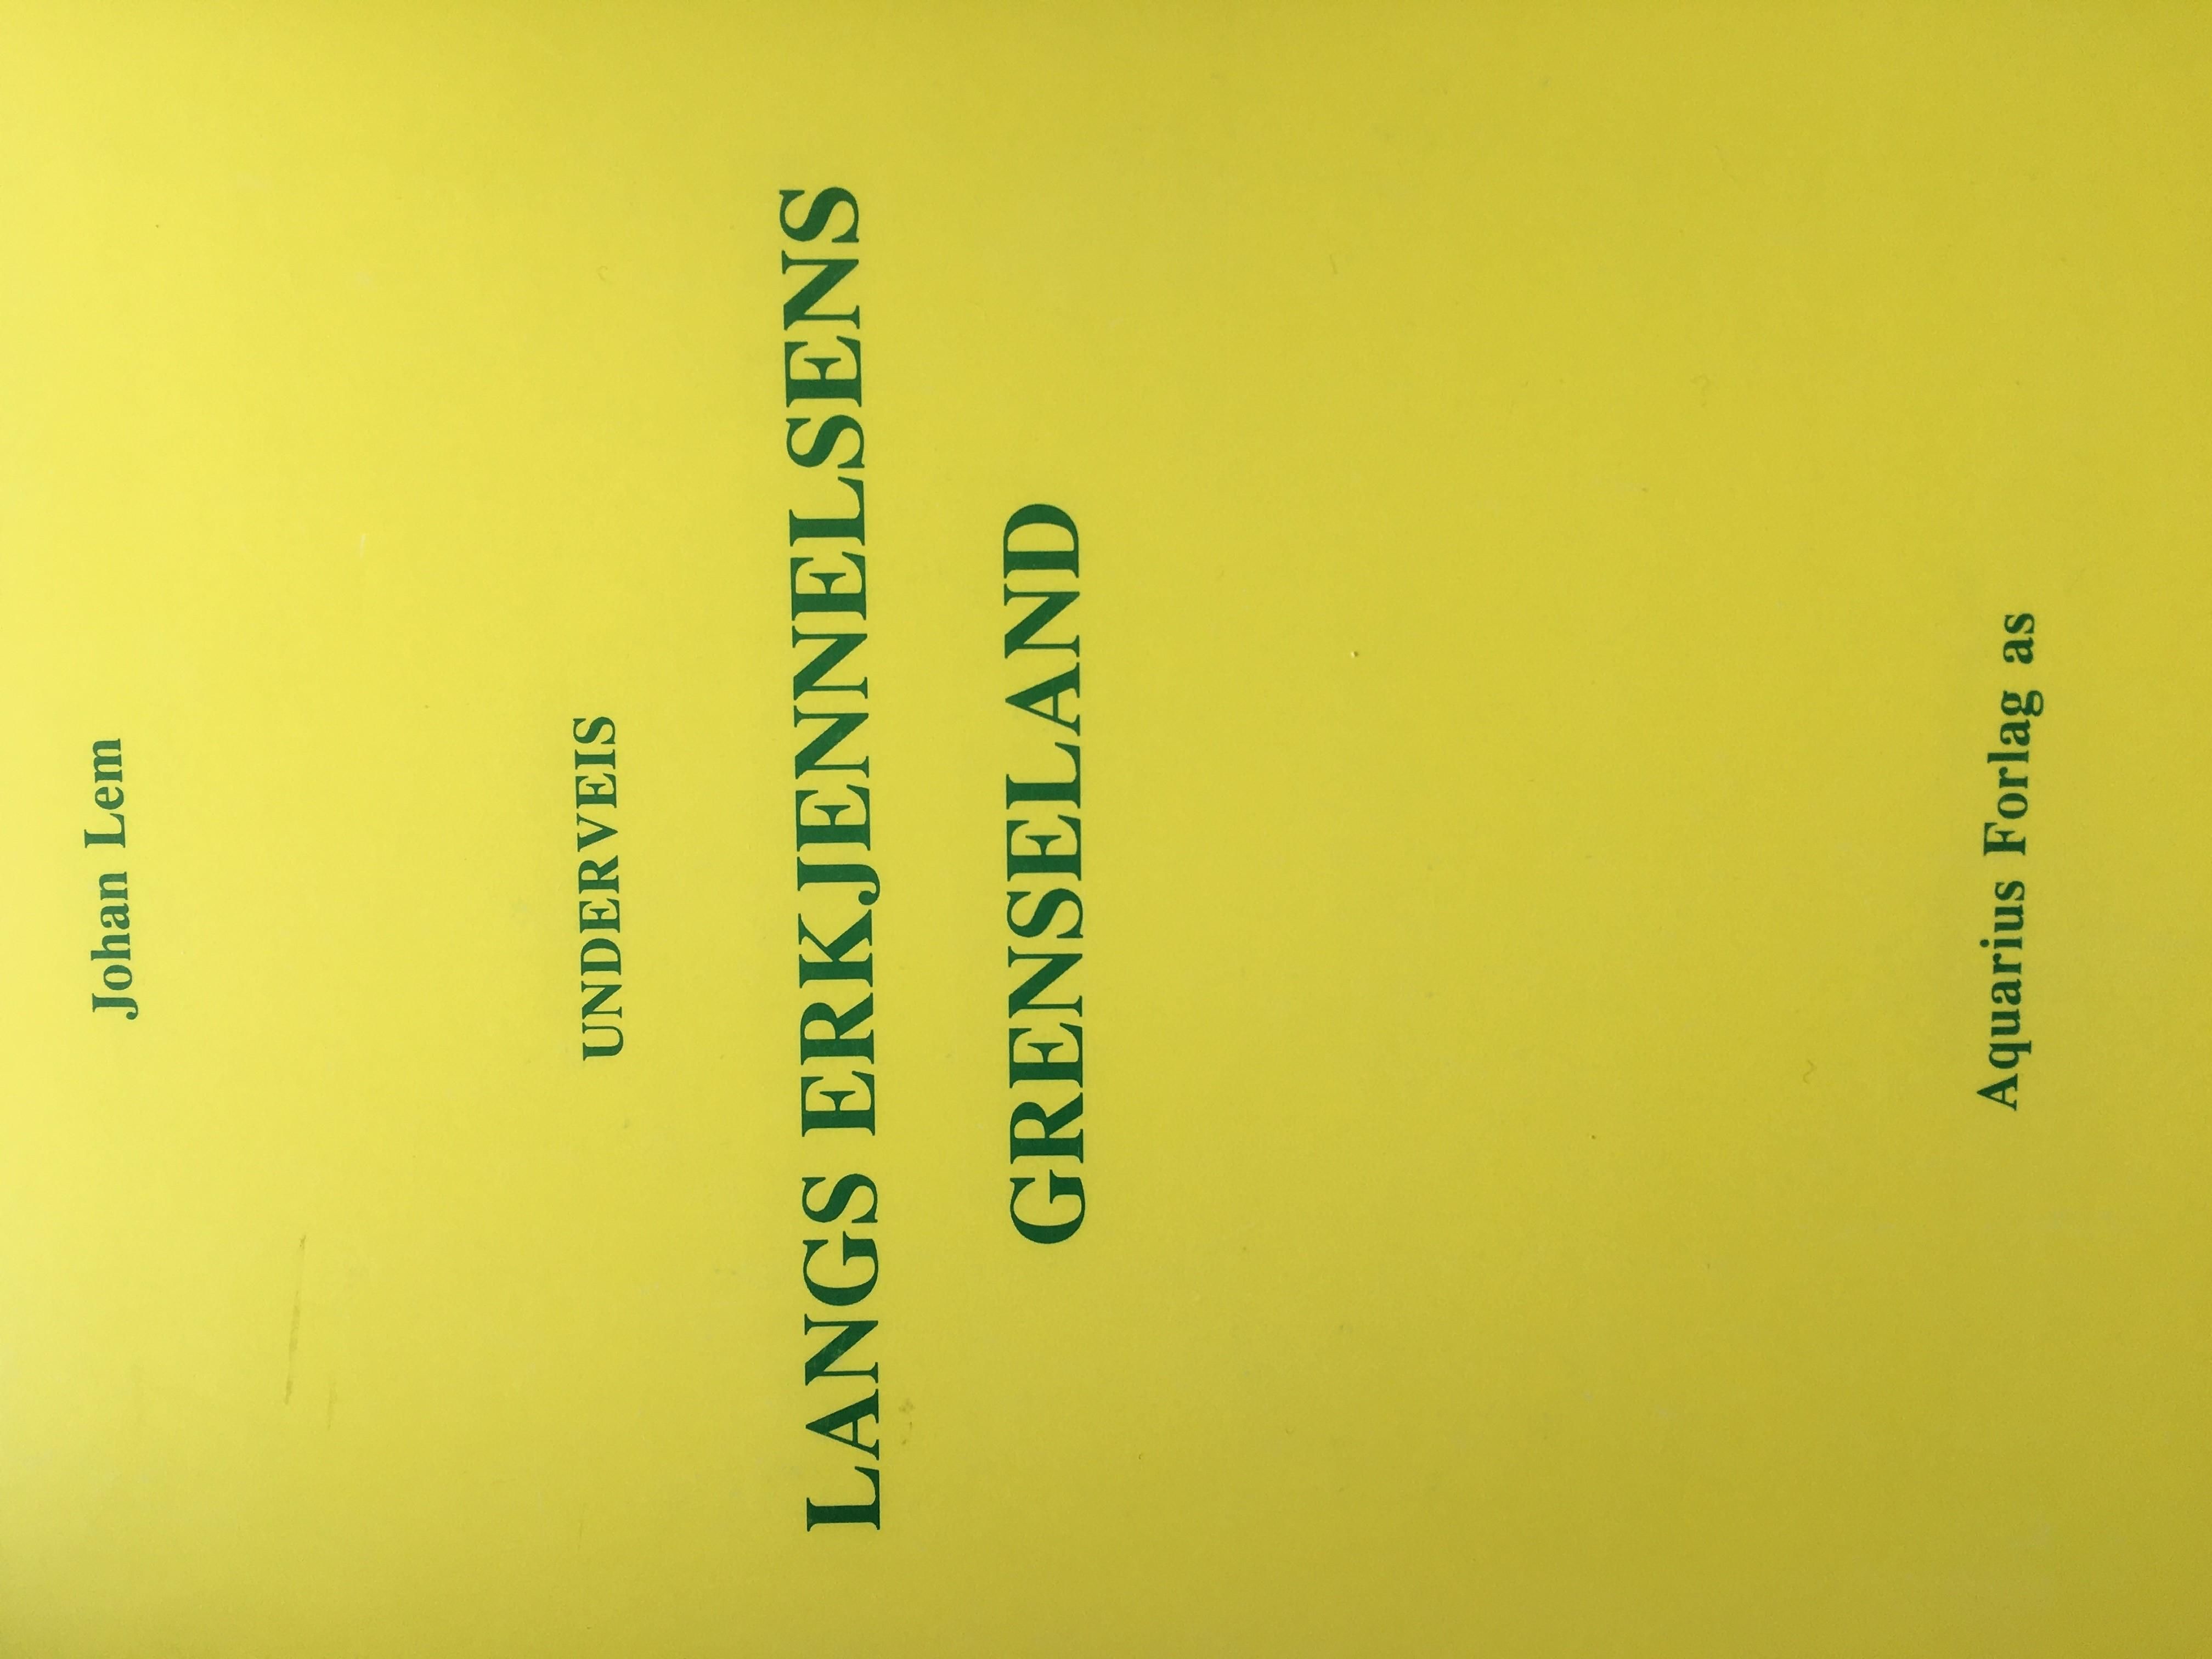 Johan Lem
UNDERVEIS
LANGS ERKJENNELSENS
GRENSELAND
Aquarius Forlag as